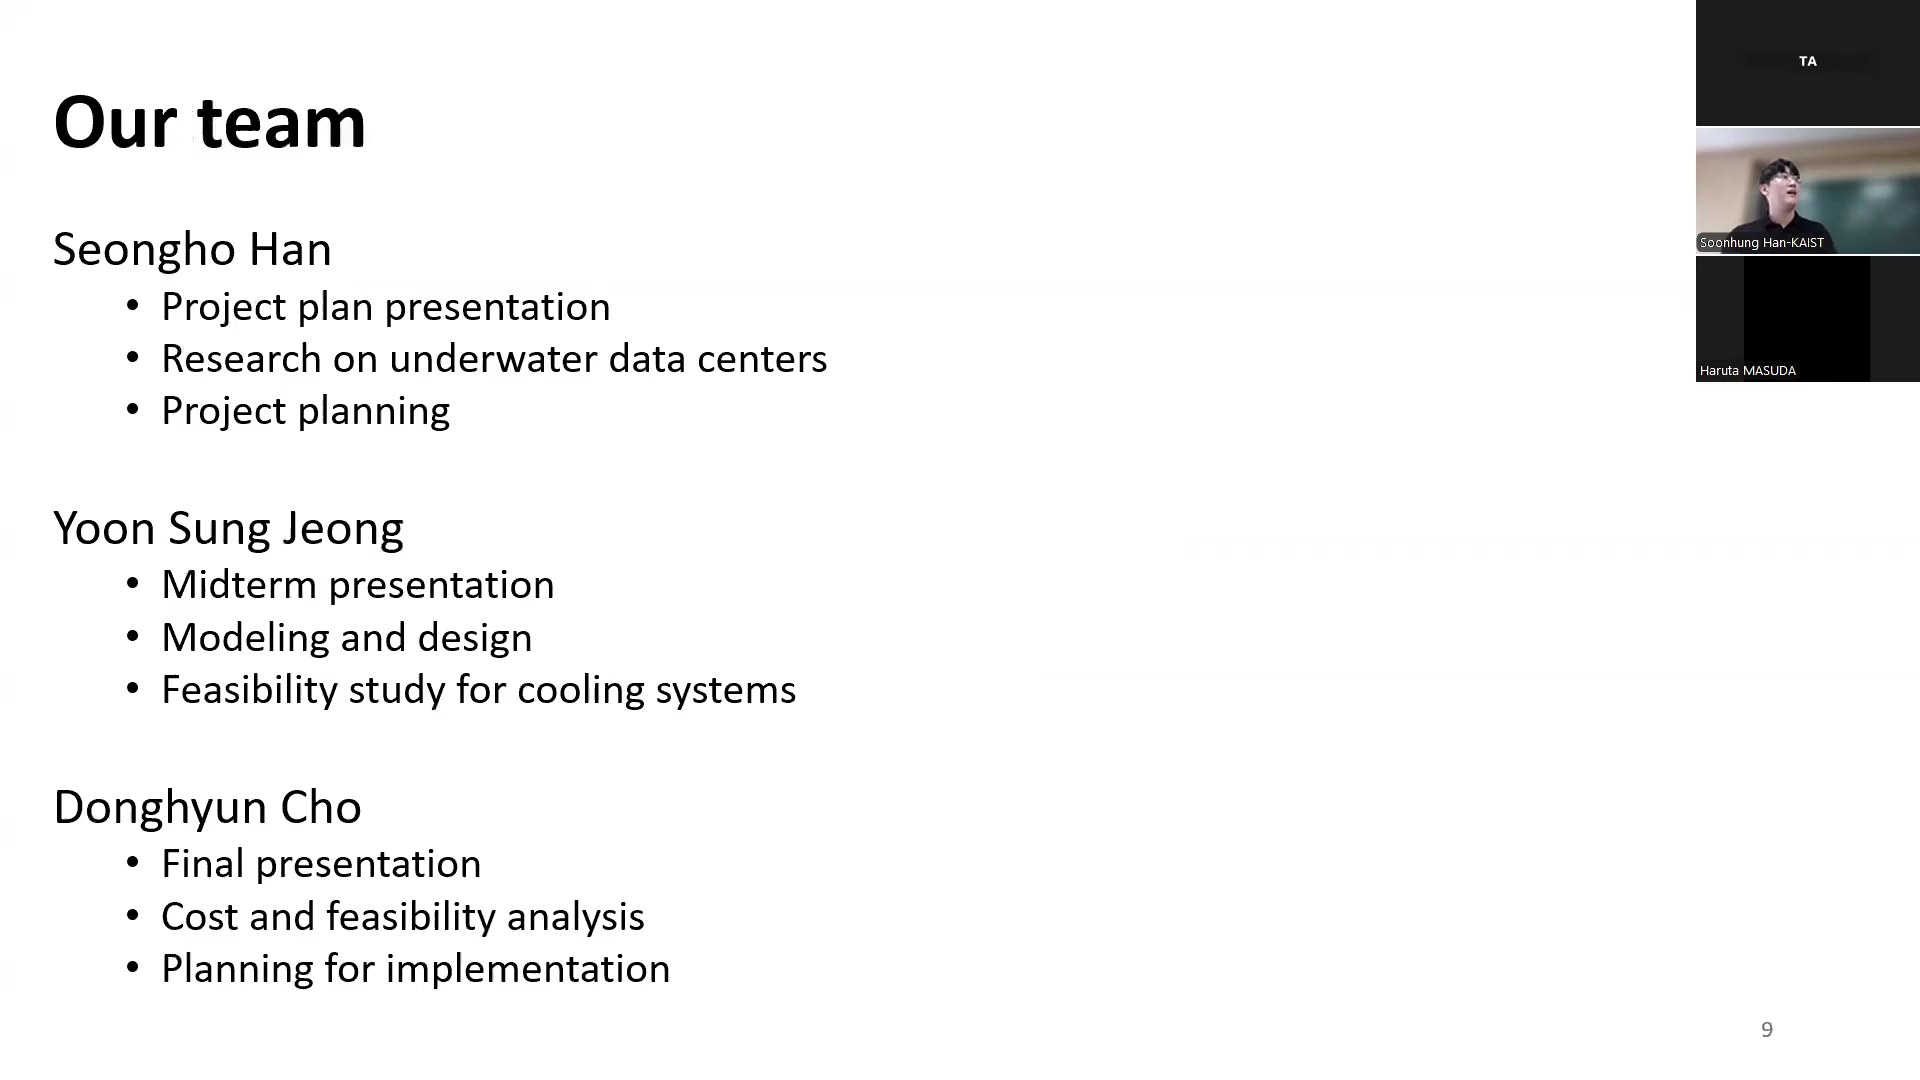 Our team
Seongho Han
• Project plan presentation
• Research on underwater data centers
• Project planning
Yoon Sung Jeong
• Midterm presentation
• Modeling and design
• Feasibility study for cooling systems
Donghyun Cho
• Final presentation
• Cost and feasibility analysis
• Planning for implementation
9
TA
Soonhung Han-KAIST
Haruta MASUDA